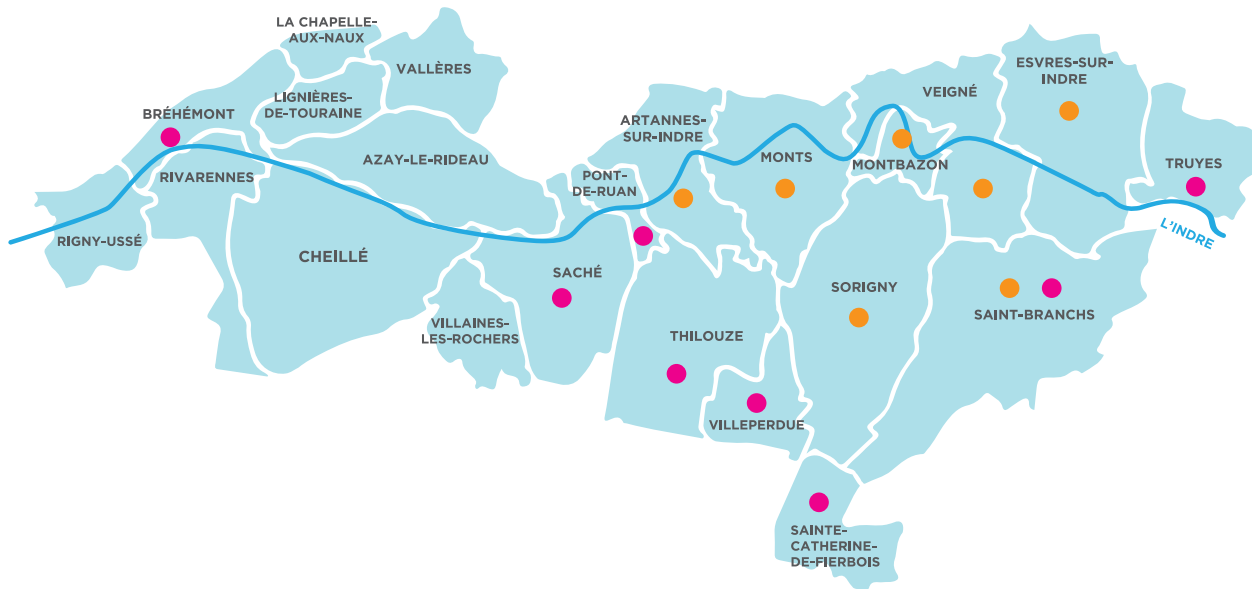 LA CHAPELLE-
AUX-NAUX
VALLÈRES
BRÉHÉMONT
LIGNIÈRES-
DE-TOURAINE
RIVARENNES
AZAY-LE-RIDEAU
RIGNY-USSÉ
CHEILLÉ
VILLAINES-
LES-ROCHERS
SACHÉ
PONT-
DE-RUAN
ARTANNES-
SUR-INDRE
MONTS
MONTBAZON
VEIGNÉ
ESVRES-SUR-
INDRE
TRUYES
L'INDRE
SORIGNY
SAINT-BRANCHS
THILOUZE
VILLEPERDUE
SAINTE-
CATHERINE-
DE-FIERBOIS